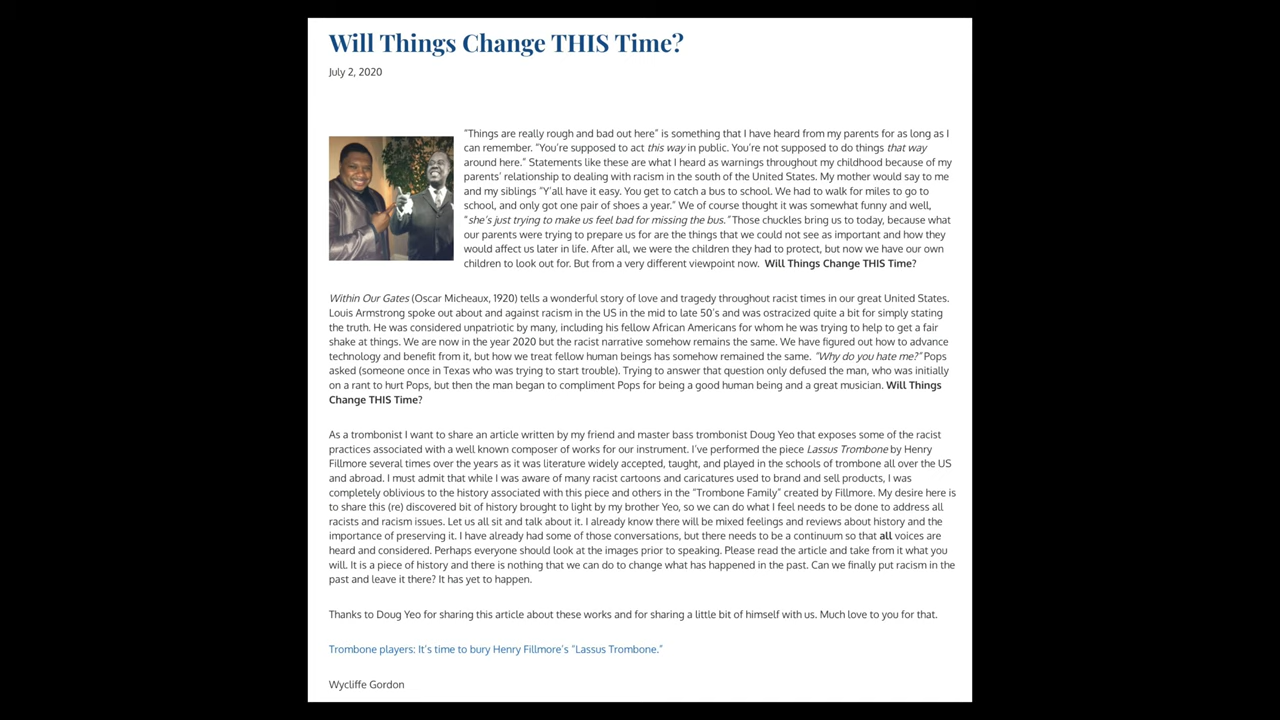 Will Things Change THIS Time?
July 2, 2020
"Things are really rough and bad out here" is something that I have heard from my parents for as long as I
can remember. "You're supposed to act this way in public. You're not supposed to do things that way
around here." Statements like these are what I heard as warnings throughout my childhood because of my
parents' relationship to dealing with racism in the south of the United States. My mother would say to me
and my siblings "Y'all have it easy. You get to catch a bus to school. We had to walk for miles to go to
school, and only got one pair of shoes a year." We of course thought it was somewhat funny and well,
"she's just trying to make us feel bad for missing the bus." Those chuckles bring us to today, because what
our parents were trying to prepare us for are the things that we could not see as important and how they
would affect us later in life. After all, we were the children they had to protect, but now we have our own
children to look out for. But from a very different viewpoint now. Will Things Change THIS Time?
Within Our Gates (Oscar Micheaux, 1920) tells a wonderful story of love and tragedy throughout racist times in our great United States.
Louis Armstrong spoke out about and against racism in the US in the mid to late 50's and was ostracized quite a bit for simply stating
the truth. He was considered unpatriotic by many, including his fellow African Americans for whom he was trying to help to get a fair
shake at things. We are now in the year 2020 but the racist narrative somehow remains the same. We have figured out how to advance
technology and benefit from it, but how we treat fellow human beings has somehow remained the same. "Why do you hate me?" Pops
asked (someone once in Texas who was trying to start trouble). Trying to answer that question only defused the man, who was initially
on a rant to hurt Pops, but then the man began to compliment Pops for being a good human being and a great musician. Will Things
Change THIS Time?
As a trombonist I want to share an article written by my friend and master bass trombonist Doug Yeo that exposes some of the racist
practices associated with a well known composer of works for our instrument. I've performed the piece Lassus Trombone by Henry
Fillmore several times over the years as it was literature widely accepted, taught, and played in the schools of trombone all over the US
and abroad. I must admit that while I was aware of many racist cartoons and caricatures used to brand and sell products, I was
completely oblivious to the history associated with this piece and others in the "Trombone Family" created by Fillmore. My desire here is
to share this (re) discovered bit of history brought to light by my brother Yeo, so we can do what I feel needs to be done to address all
racists and racism issues. Let us all sit and talk about it. I already know there will be mixed feelings and reviews about history and the
importance of preserving it. I have already had some of those conversations, but there needs to be a continuum so that all voices are
heard and considered. Perhaps everyone should look at the images prior to speaking. Please read the article and take from it what you
will. It is a piece of history and there is nothing that we can do to change what has happened in the past. Can we finally put racism in the
past and leave it there? It has yet to happen.
Thanks to Doug Yeo for sharing this article about these works and for sharing a little bit of himself with us. Much love to you for that.
Trombone players: It's time to bury Henry Fillmore's "Lassus Trombone."
Wycliffe Gordon